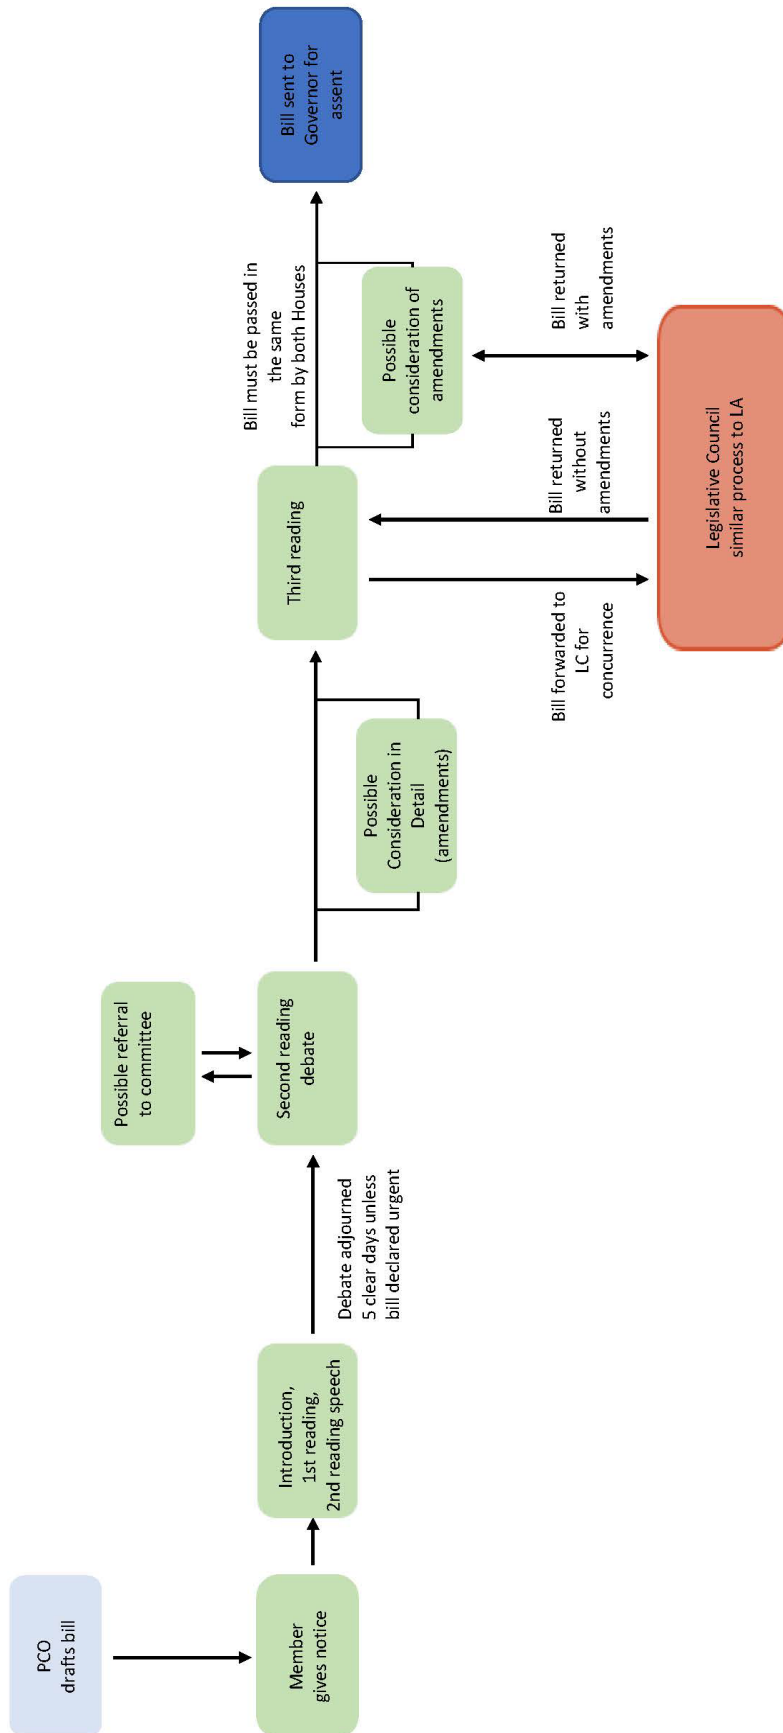 PCO
drafts bill
Member
gives notice
Introduction,
1st reading,
2nd reading speech
Debate adjourned
5 clear days unless
bill declared urgent
Possible referral
to committee
Second reading
debate
Possible
Consideration in
Detail
(amendments)
Third reading
Bill forwarded to
LC for
concurrence
Bill returned
without
amendments
Legislative Council
similar process to LA
Bill returned
with
amendments
Possible
consideration of
amendments
Bill must be passed in
the same
form by both Houses
Bill sent to
Governor for
assent